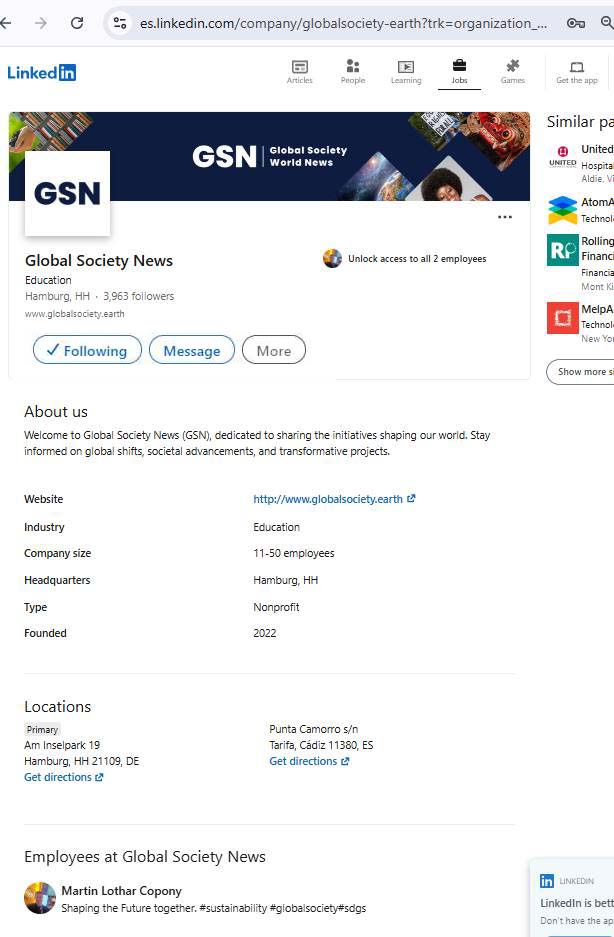 es.linkedin.com/company/globalsociety-earth?trk=organization_...
LinkedIn
Articles
People
Learning
Jobs
Games
Get the app
GSN | Global Society
World News
GSN
Global Society News
Education
Hamburg, HH · 3,963 followers
www.globalsociety.earth
Unlock access to all 2 employees
✓ Following
Message
More
Similar pa
UNITED
United
Hospital
Aldie, Vi
AtomA
Technol
Rolling
Financi
Financia
Mont Ki
MelpA
Technol
New Yor
Show more si
About us
Welcome to Global Society News (GSN), dedicated to sharing the initiatives shaping our world. Stay
informed on global shifts, societal advancements, and transformative projects.
Website http://www.globalsociety.earth
Industry Education
Company size 11-50 employees
Headquarters Hamburg, HH
Type Nonprofit
Founded 2022
Locations
Primary
Am Inselpark 19
Hamburg, HH 21109, DE
Get directions
Punta Camorro s/n
Tarifa, Cádiz 11380, ES
Get directions
Employees at Global Society News
Martin Lothar Copony
Shaping the Future together. #sustainability #globalsociety#sdgs
in LINKEDIN
LinkedIn is bett
Don't have the ap